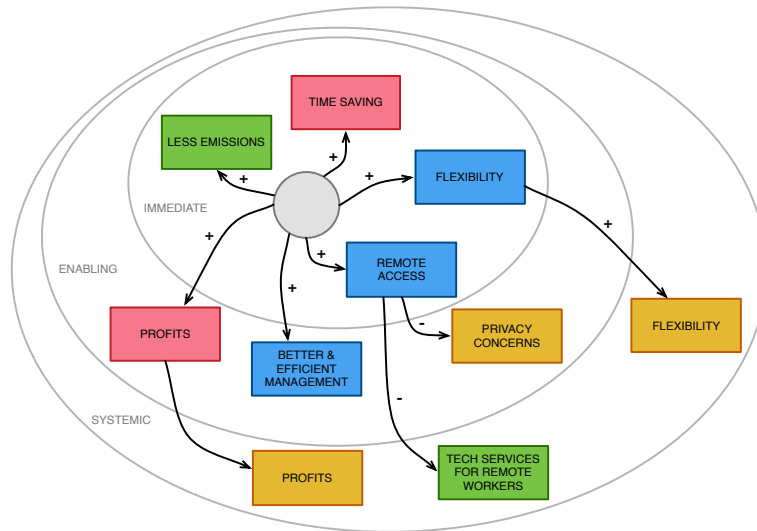 TIME SAVING
LESS EMISSIONS
+
+
+
FLEXIBILITY
IMMEDIATE
+
+
+
REMOTE
ACCESS
ENABLING
+
PROFITS
-
PRIVACY
CONCERNS
FLEXIBILITY
BETTER &
EFFICIENT
MANAGEMENT
-
SYSTEMIC
PROFITS
TECH SERVICES
FOR REMOTE
WORKERS